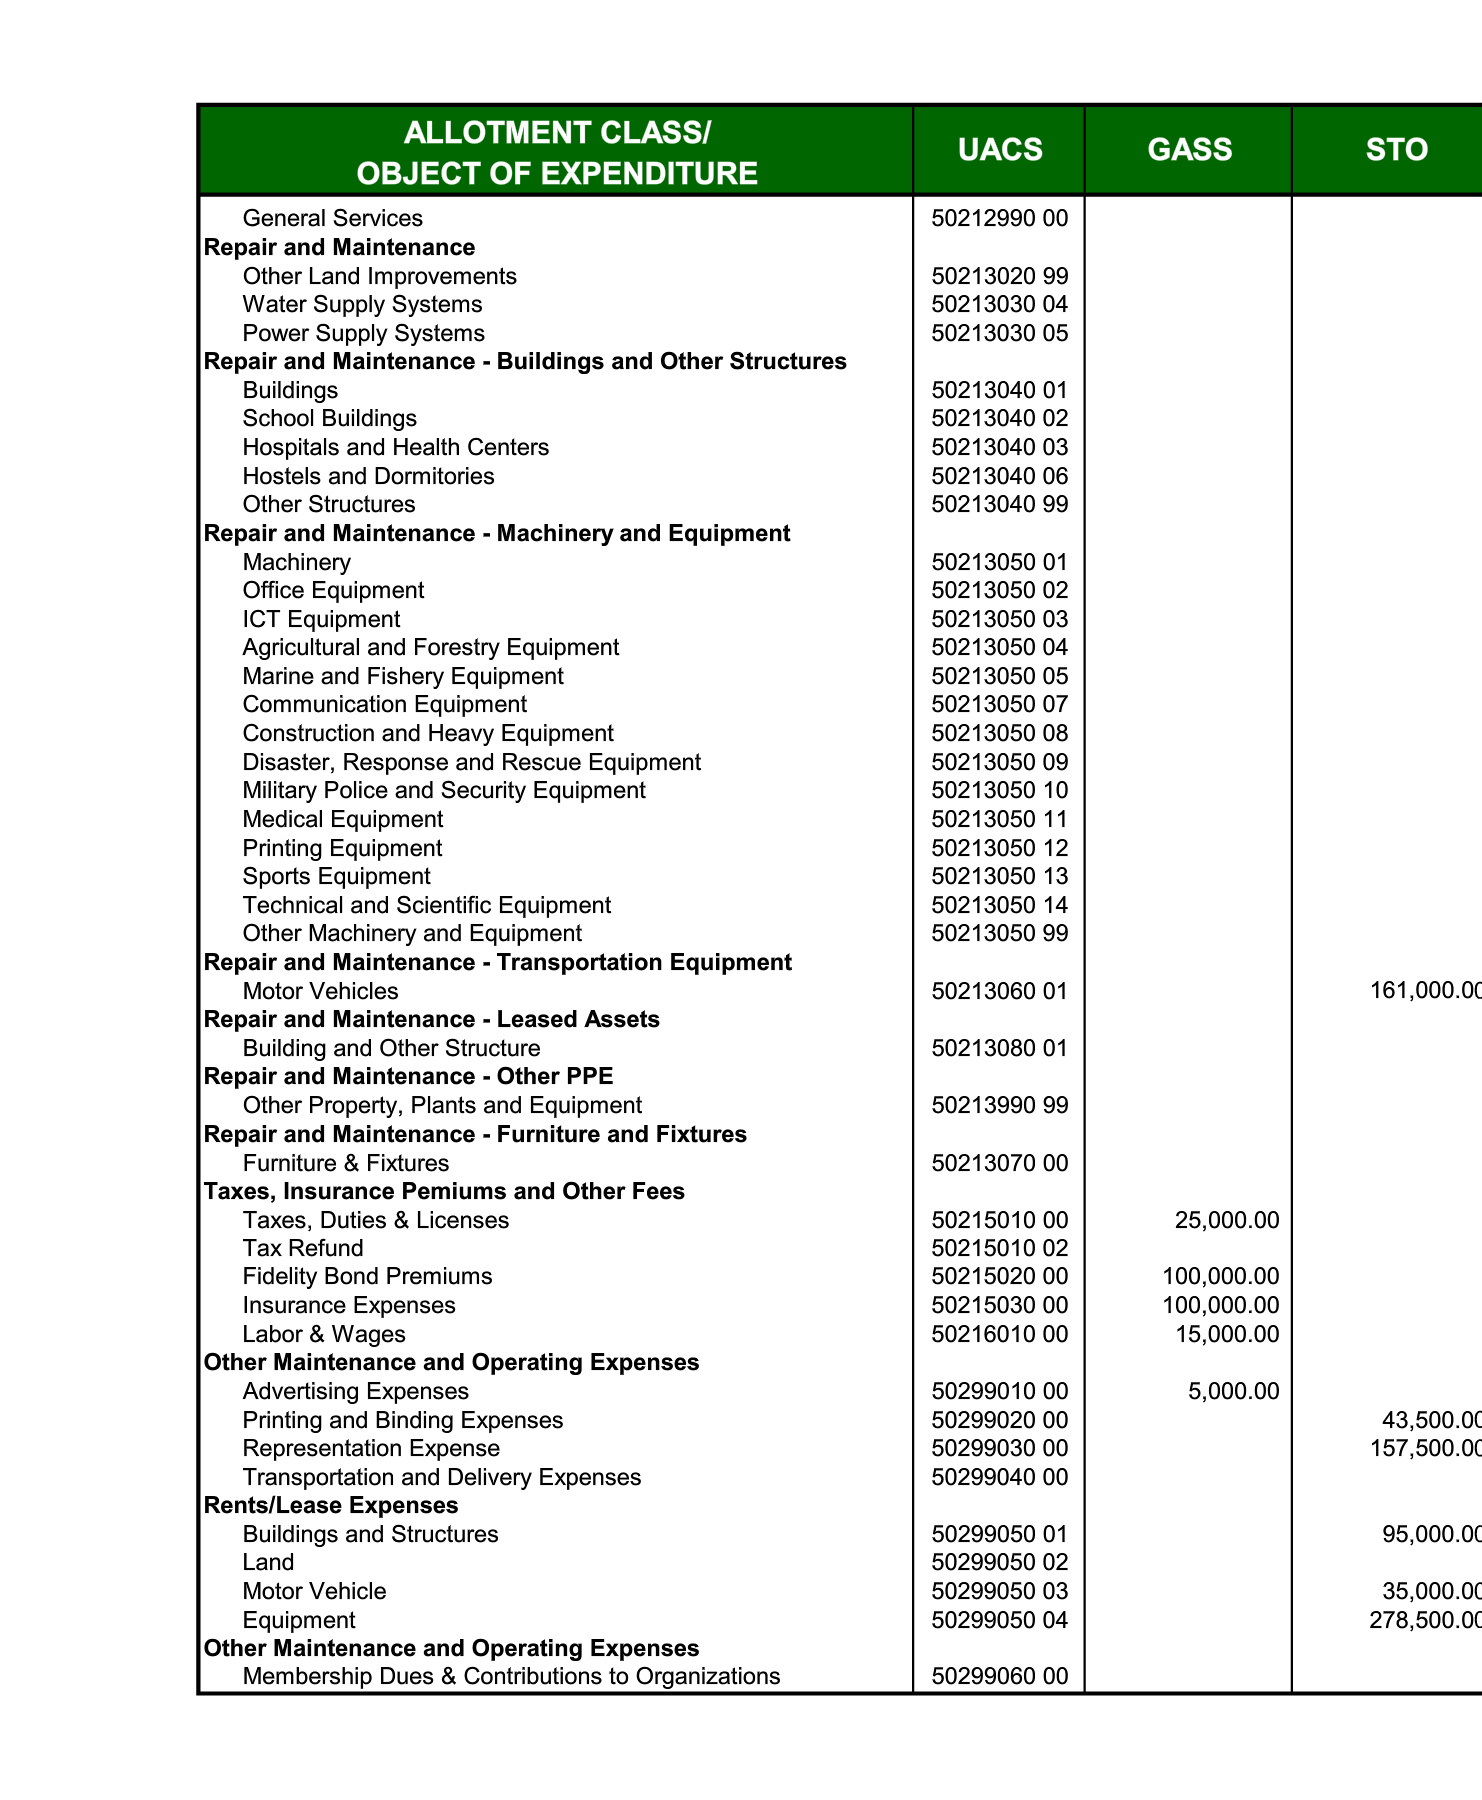 ALLOTMENT CLASS/
OBJECT OF EXPENDITURE UACS GASS STO
General Services 50212990 00
Repair and Maintenance
Other Land Improvements 50213020 99
Water Supply Systems 50213030 04
Power Supply Systems 50213030 05
Repair and Maintenance - Buildings and Other Structures
Buildings 50213040 01
School Buildings 50213040 02
Hospitals and Health Centers 50213040 03
Hostels and Dormitories 50213040 06
Other Structures 50213040 99
Repair and Maintenance - Machinery and Equipment
Machinery 50213050 01
Office Equipment 50213050 02
ICT Equipment 50213050 03
Agricultural and Forestry Equipment 50213050 04
Marine and Fishery Equipment 50213050 05
Communication Equipment 50213050 07
Construction and Heavy Equipment 50213050 08
Disaster, Response and Rescue Equipment 50213050 09
Military Police and Security Equipment 50213050 10
Medical Equipment 50213050 11
Printing Equipment 50213050 12
Sports Equipment 50213050 13
Technical and Scientific Equipment 50213050 14
Other Machinery and Equipment 50213050 99
Repair and Maintenance - Transportation Equipment
Motor Vehicles 50213060 01 161,000.00
Repair and Maintenance - Leased Assets
Building and Other Structure 50213080 01
Repair and Maintenance - Other PPE
Other Property, Plants and Equipment 50213990 99
Repair and Maintenance - Furniture and Fixtures
Furniture & Fixtures 50213070 00
Taxes, Insurance Pemiums and Other Fees
Taxes, Duties & Licenses 50215010 00 25,000.00
Tax Refund 50215010 02
Fidelity Bond Premiums 50215020 00 100,000.00
Insurance Expenses 50215030 00 100,000.00
Labor & Wages 50216010 00 15,000.00
Other Maintenance and Operating Expenses
Advertising Expenses 50299010 00 5,000.00
Printing and Binding Expenses 50299020 00 43,500.00
Representation Expense 50299030 00 157,500.00
Transportation and Delivery Expenses 50299040 00
Rents/Lease Expenses
Buildings and Structures 50299050 01 95,000.00
Land 50299050 02
Motor Vehicle 50299050 03 35,000.00
Equipment 50299050 04 278,500.00
Other Maintenance and Operating Expenses
Membership Dues & Contributions to Organizations 50299060 00